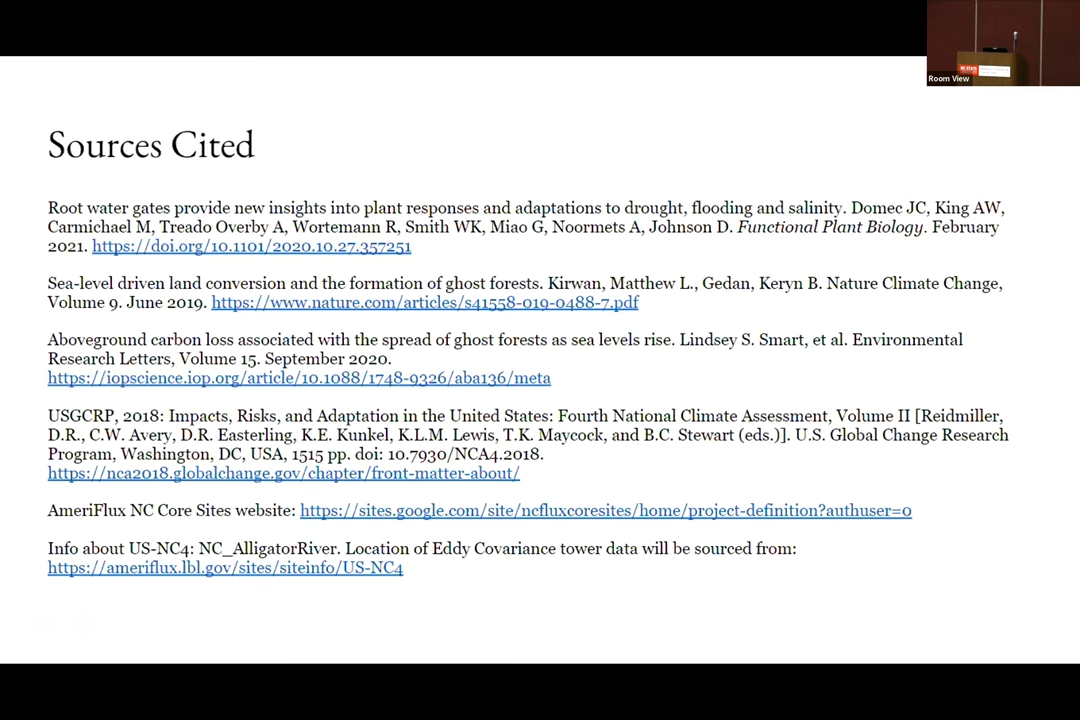 Room View
NC STATE
Sources Cited
Root water gates provide new insights into plant responses and adaptations to drought, flooding and salinity. Domec JC, King AW,
Carmichael M, Treado Overby A, Wortemann R, Smith WK, Miao G, Noormets A, Johnson D. Functional Plant Biology. February
2021. https://doi.org/10.1101/2020.10.27.357251
Sea-level driven land conversion and the formation of ghost forests. Kirwan, Matthew L., Gedan, Keryn B. Nature Climate Change,
Volume 9. June 2019. https://www.nature.com/articles/s41558-019-0488-7.pdf
Aboveground carbon loss associated with the spread of ghost forests as sea levels rise. Lindsey S. Smart, et al. Environmental
Research Letters, Volume 15. September 2020.
https://iopscience.iop.org/article/10.1088/1748-9326/aba136/meta
USGCRP, 2018: Impacts, Risks, and Adaptation in the United States: Fourth National Climate Assessment, Volume II [Reidmiller,
D.R., C.W. Avery, D.R. Easterling, K.E. Kunkel, K.L.M. Lewis, T.K. Maycock, and B.C. Stewart (eds.)]. U.S. Global Change Research
Program, Washington, DC, USA, 1515 pp. doi: 10.7930/NCA4.2018.
https://nca2018.globalchange.gov/chapter/front-matter-about/
AmeriFlux NC Core Sites website: https://sites.google.com/site/ncfluxcoresites/home/project-definition?authuser=0
Info about US-NC4: NC_AlligatorRiver. Location of Eddy Covariance tower data will be sourced from:
https://ameriflux.lbl.gov/sites/siteinfo/US-NC4